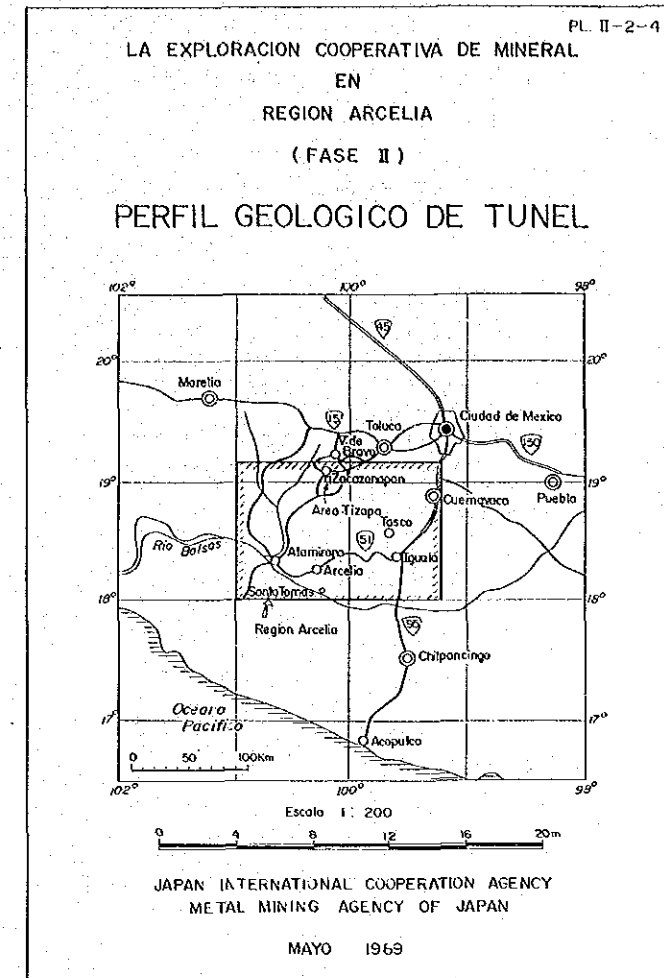 PL. II-2-4
LA EXPLORACION COOPERATIVA DE MINERAL
EN
REGION ARCELIA
(FASE II)
PERFIL GEOLOGICO DE TUNEL
102° 100° 98°
45
20° 20°
Morelia
Ciudad de Mexico
15 Toluca
V. de
Bravo
150
19° 19°
Zacazonapan
Cuernavaca Puebla
Area Tizapa
Tasco
51
Rio Balsas
Altamirano
Iguala
Arcelia
Santo Tomas
18° 18°
Region Arcelia
95
Chilpancingo
Oceano
Pacifico
17° 17°
Acapulco
0 50 100Km
102° 100° 98°
Escala 1 : 200
0 4 8 12 16 20m
JAPAN INTERNATIONAL COOPERATION AGENCY
METAL MINING AGENCY OF JAPAN
MAYO 1969